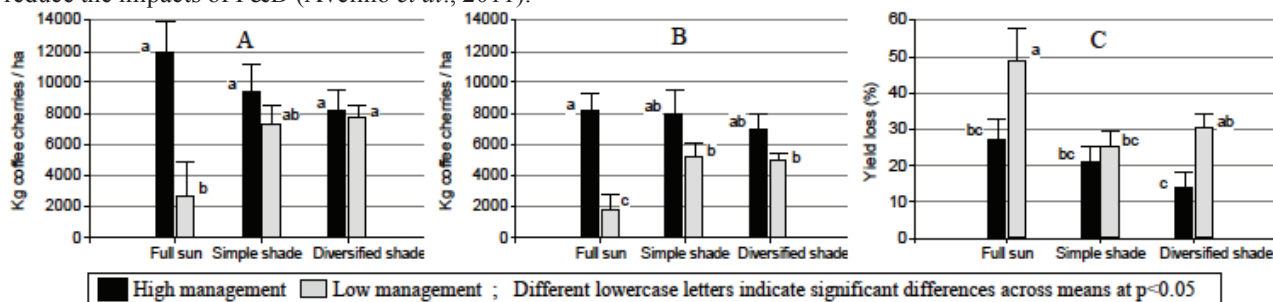 reduce the impacts of P&D (Avelino et al., 2011).
A
Kg coffee cherries / ha
14000
12000
10000
8000
6000
4000
2000
0
a
b
a
ab
a
a
Full sun Simple shade Diversified shade
B
Kg coffee cherries / ha
14000
12000
10000
8000
6000
4000
2000
0
a
c
ab
b
ab
b
Full sun Simple shade Diversified shade
C
Yield loss (%)
60
50
40
30
20
10
0
bc
a
bc
bc
c
ab
Full sun Simple shade Diversified shade
High management Low management ; Different lowercase letters indicate significant differences across means at p<0.05